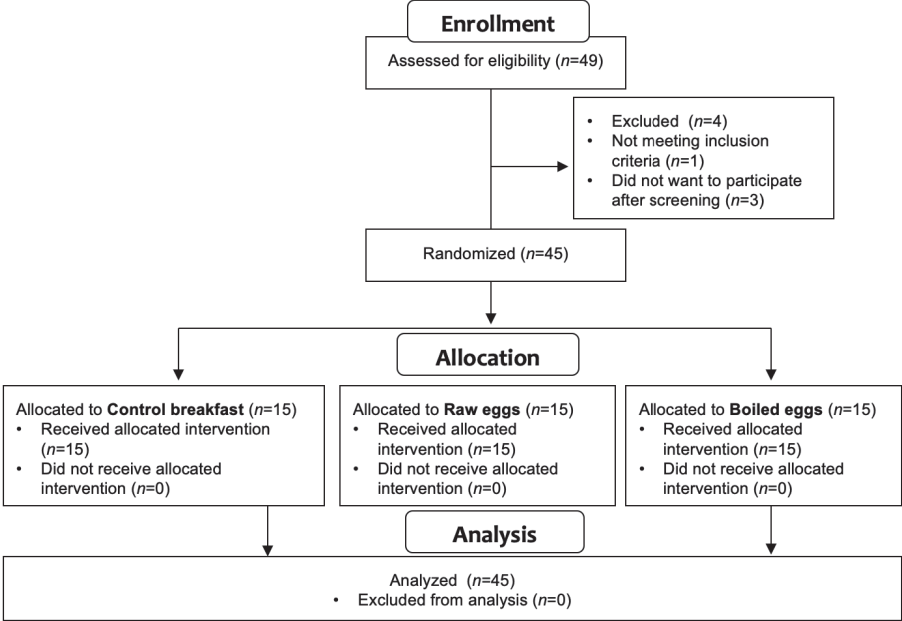 Enrollment
Assessed for eligibility (n=49)
• Excluded (n=4)
• Not meeting inclusion
criteria (n=1)
• Did not want to participate
after screening (n=3)
Randomized (n=45)
Allocation
Allocated to Control breakfast (n=15)
• Received allocated intervention
(n=15)
• Did not receive allocated
intervention (n=0)
Allocated to Raw eggs (n=15)
• Received allocated
intervention (n=15)
• Did not receive allocated
intervention (n=0)
Allocated to Boiled eggs (n=15)
• Received allocated
intervention (n=15)
• Did not receive allocated
intervention (n=0)
Analysis
Analyzed (n=45)
• Excluded from analysis (n=0)